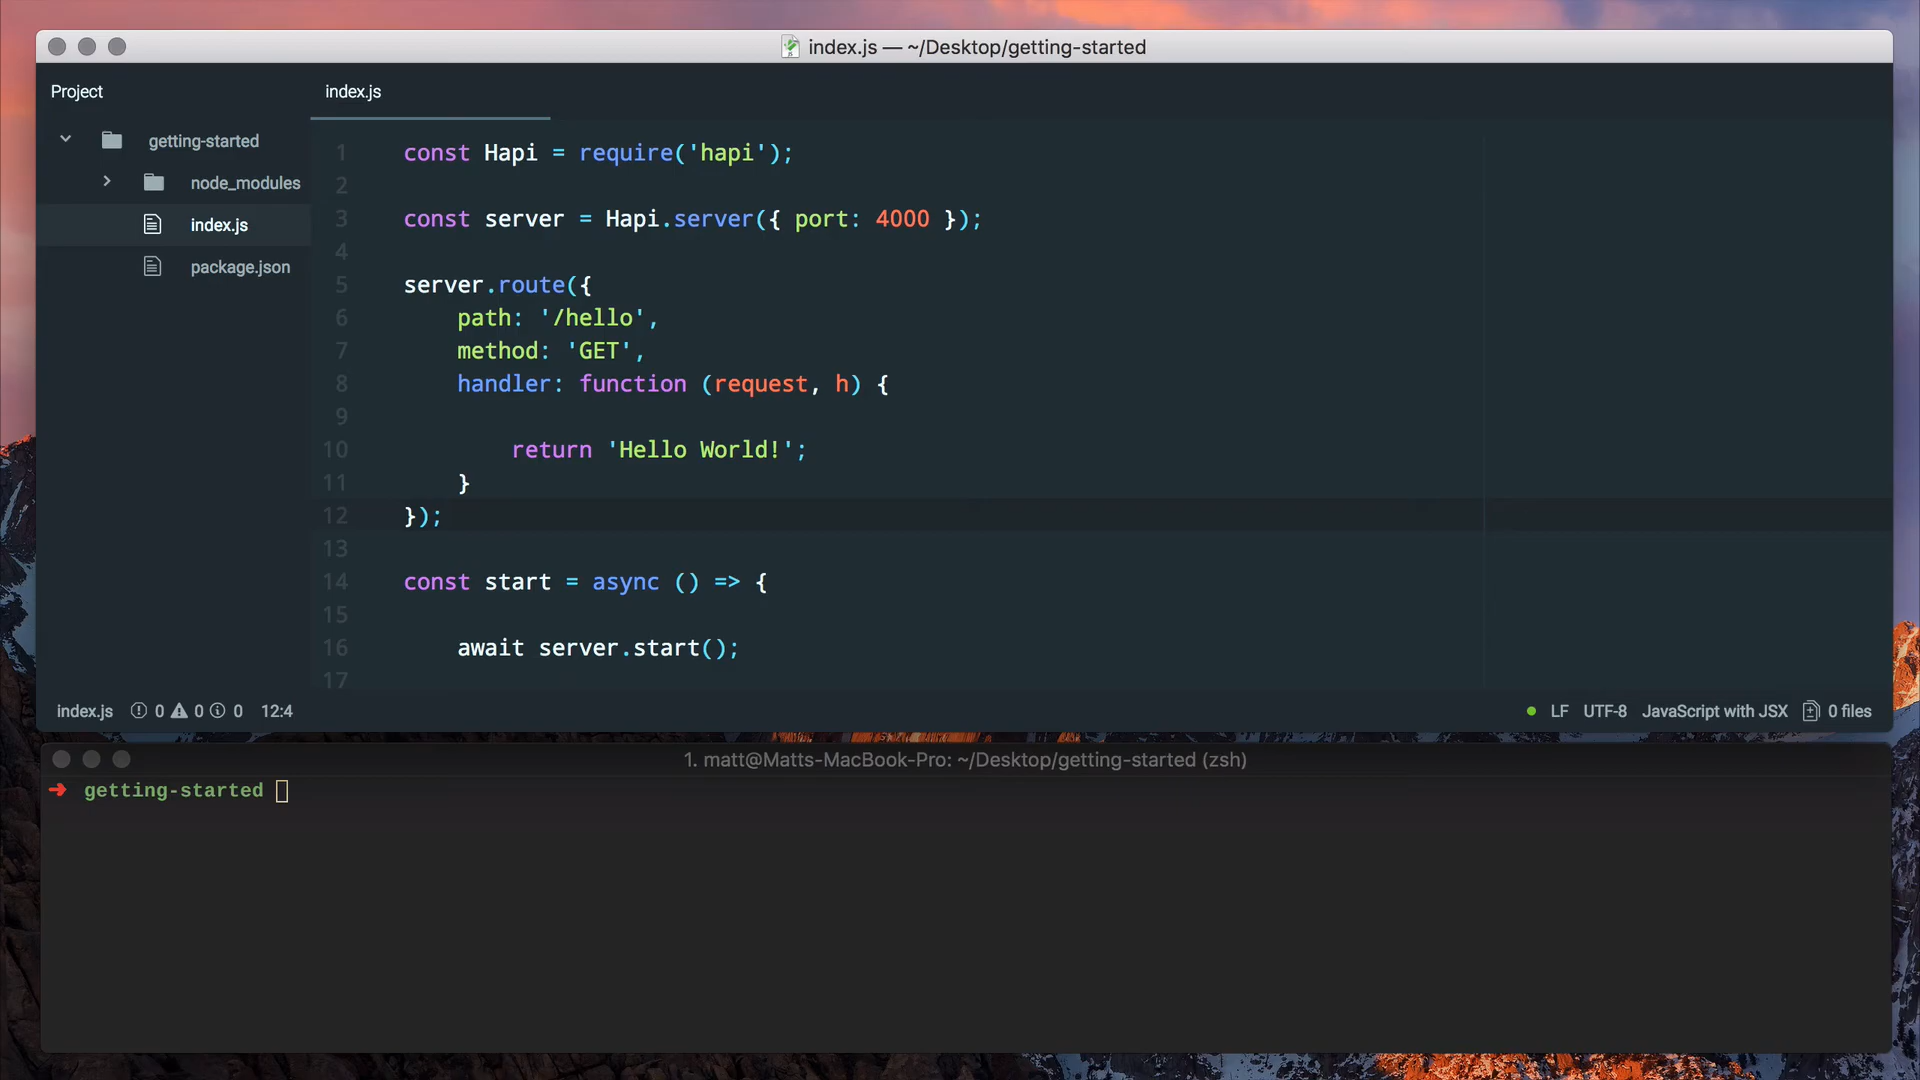 index.js — ~/Desktop/getting-started
Project
getting-started
node_modules
index.js
package.json
index.js
1 const Hapi = require('hapi');
2
3 const server = Hapi.server({ port: 4000 });
4
5 server.route({
6 path: '/hello',
7 method: 'GET',
8 handler: function (request, h) {
9
10 return 'Hello World!';
11 }
12 });
13
14 const start = async () => {
15
16 await server.start();
17
index.js 0 0 0 12:4 LF UTF-8 JavaScript with JSX 0 files
1. matt@Matts-MacBook-Pro: ~/Desktop/getting-started (zsh)
➜ getting-started